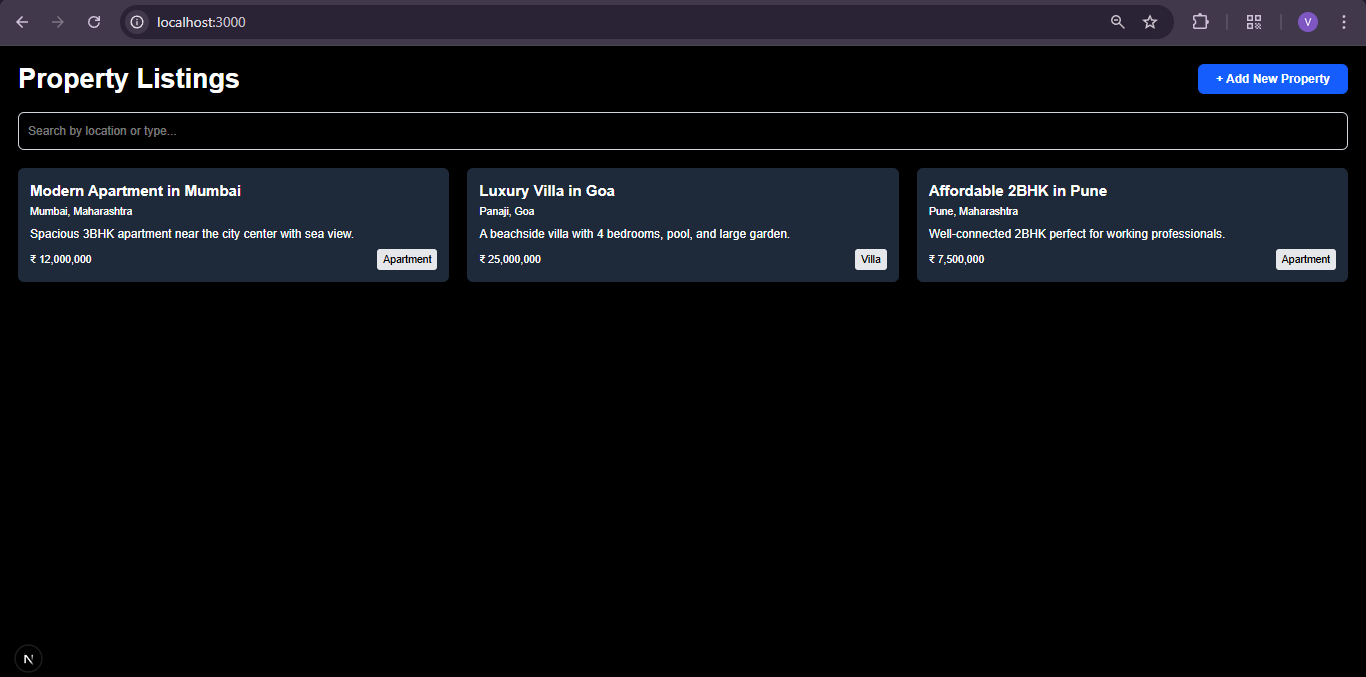 localhost:3000
V
Property Listings
+ Add New Property
Search by location or type...
Modern Apartment in Mumbai
Mumbai, Maharashtra
Spacious 3BHK apartment near the city center with sea view.
₹ 12,000,000
Apartment
Luxury Villa in Goa
Panaji, Goa
A beachside villa with 4 bedrooms, pool, and large garden.
₹ 25,000,000
Villa
Affordable 2BHK in Pune
Pune, Maharashtra
Well-connected 2BHK perfect for working professionals.
₹ 7,500,000
Apartment
N